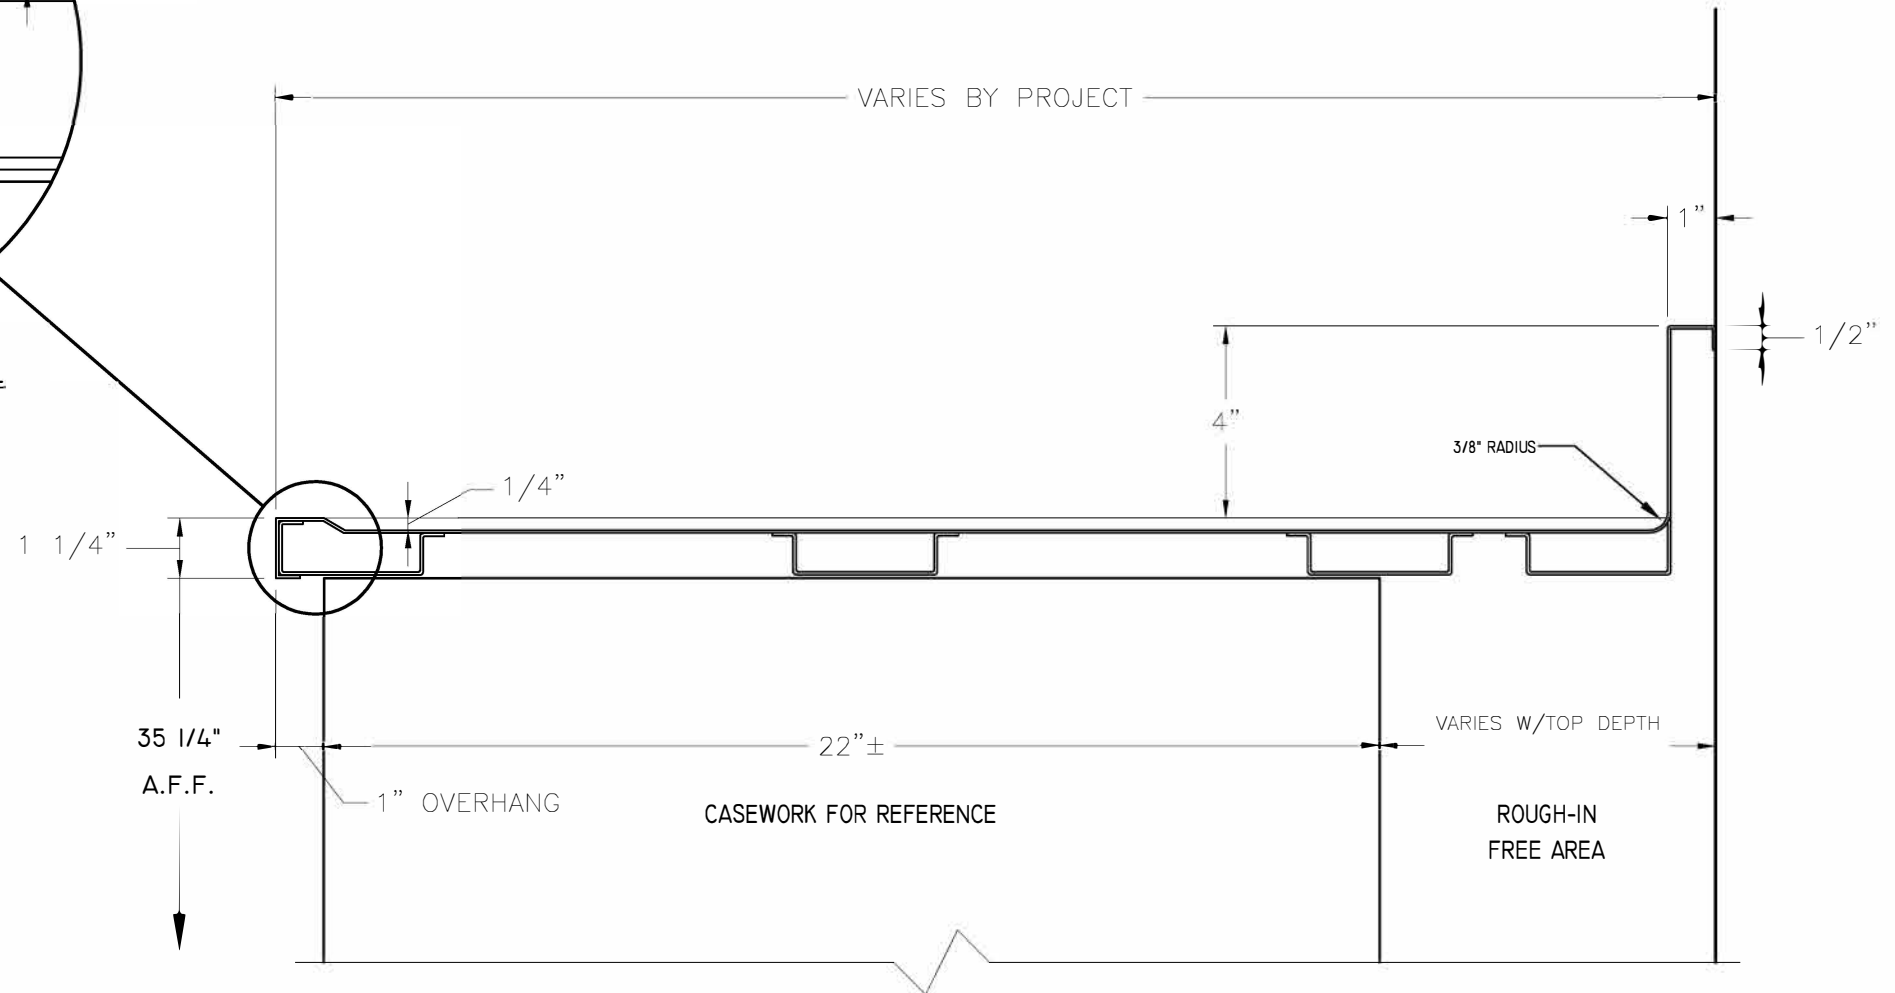 VARIES BY PROJECT
1"
1/2"
4"
3/8" RADIUS
1/4"
1 1/4"
35 1/4"
A.F.F.
22"±
VARIES W/TOP DEPTH
1" OVERHANG
CASEWORK FOR REFERENCE
ROUGH-IN
FREE AREA